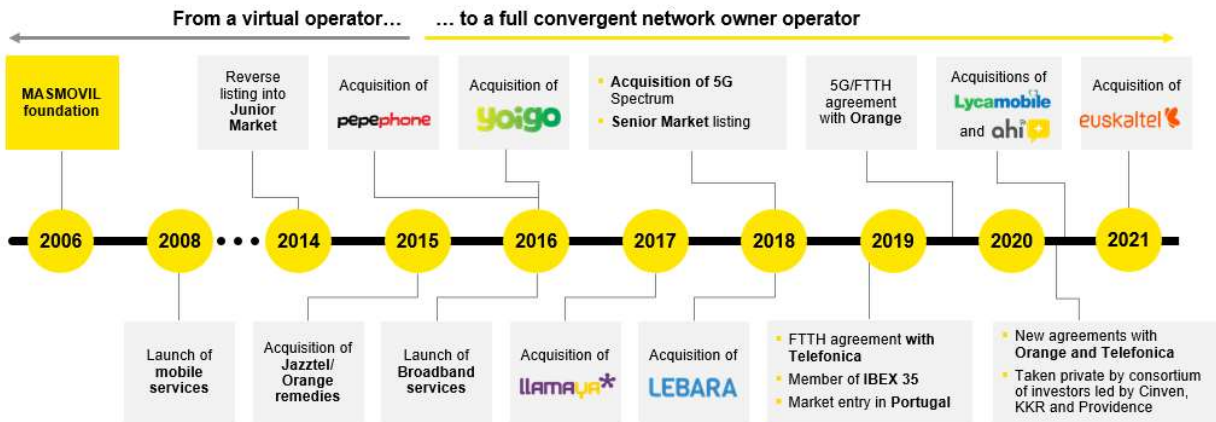 From a virtual operator…
… to a full convergent network owner operator
MASMOVIL
foundation
Reverse
listing into
Junior
Market
Acquisition of
pepephone
Acquisition of
yoigo
Acquisition of 5G
Spectrum
Senior Market listing
5G/FTTH
agreement
with Orange
Acquisitions of
Lycamobile
and ahí+
Acquisition of
euskaltel
2006
2008
2014
2015
2016
2017
2018
2019
2020
2021
Launch of
mobile
services
Acquisition of
Jazztel/
Orange
remedies
Launch of
Broadband
services
Acquisition of
llamaya*
Acquisition of
LEBARA
FTTH agreement with
Telefonica
Member of IBEX 35
Market entry in Portugal
New agreements with
Orange and Telefonica
Taken private by consortium
of investors led by Cinven,
KKR and Providence